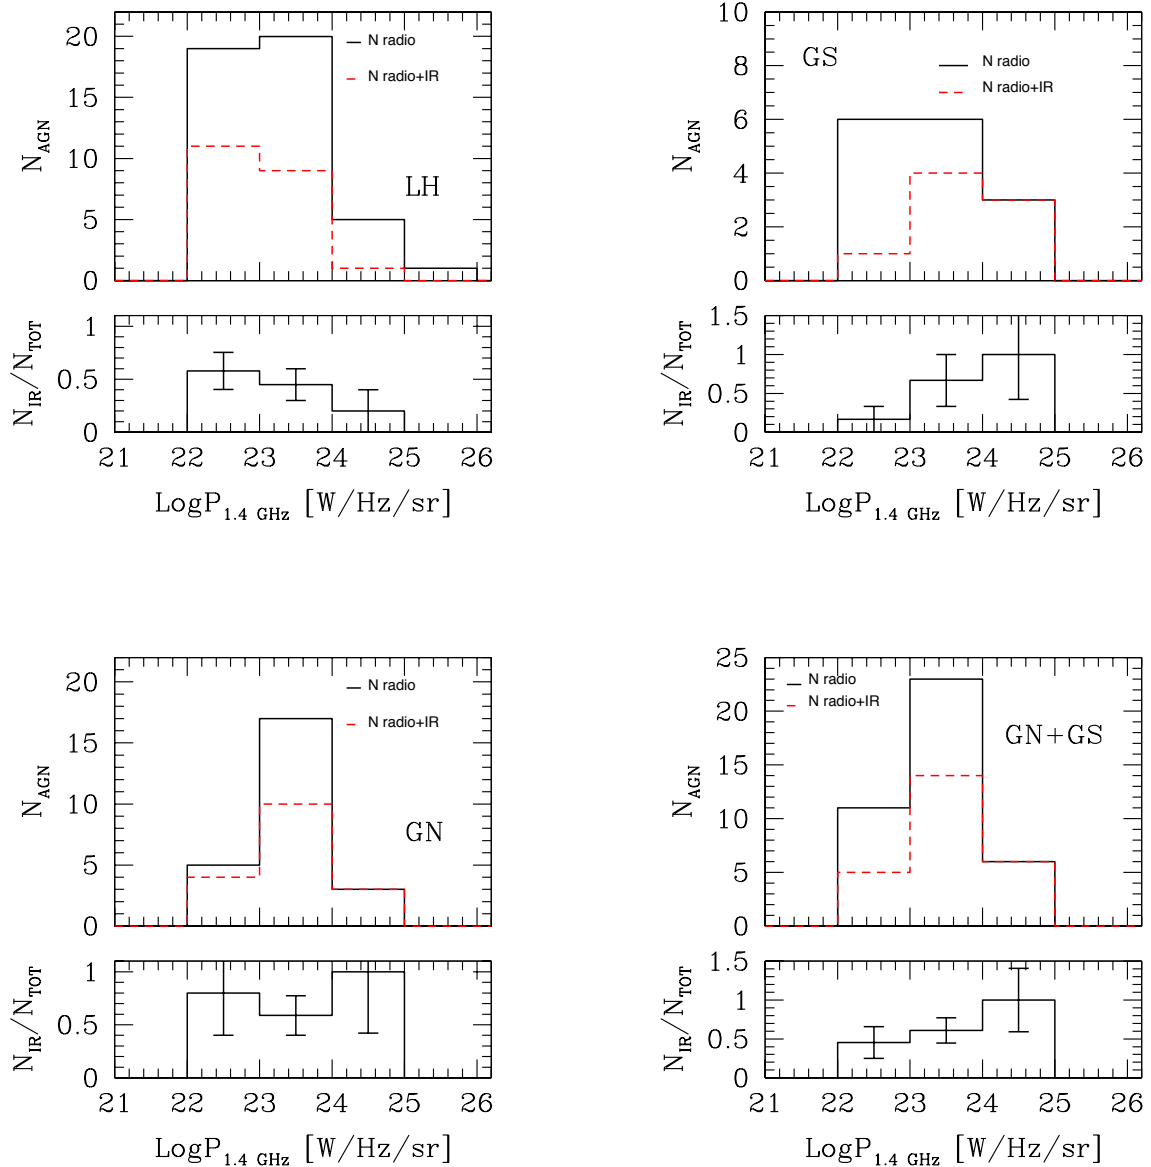 N radio
N radio+IR
LH
N_AGN
20
15
10
5
0
N_IR/N_TOT
1
0.5
0
21 22 23 24 25 26
LogP_1.4 GHz [W/Hz/sr]
GS
N radio
N radio+IR
N_AGN
10
8
6
4
2
0
N_IR/N_TOT
1.5
1
0.5
0
21 22 23 24 25 26
LogP_1.4 GHz [W/Hz/sr]
N radio
N radio+IR
GN
N_AGN
20
15
10
5
0
N_IR/N_TOT
1
0.5
0
21 22 23 24 25 26
LogP_1.4 GHz [W/Hz/sr]
N radio
N radio+IR
GN+GS
N_AGN
25
20
15
10
5
0
N_IR/N_TOT
1.5
1
0.5
0
21 22 23 24 25 26
LogP_1.4 GHz [W/Hz/sr]